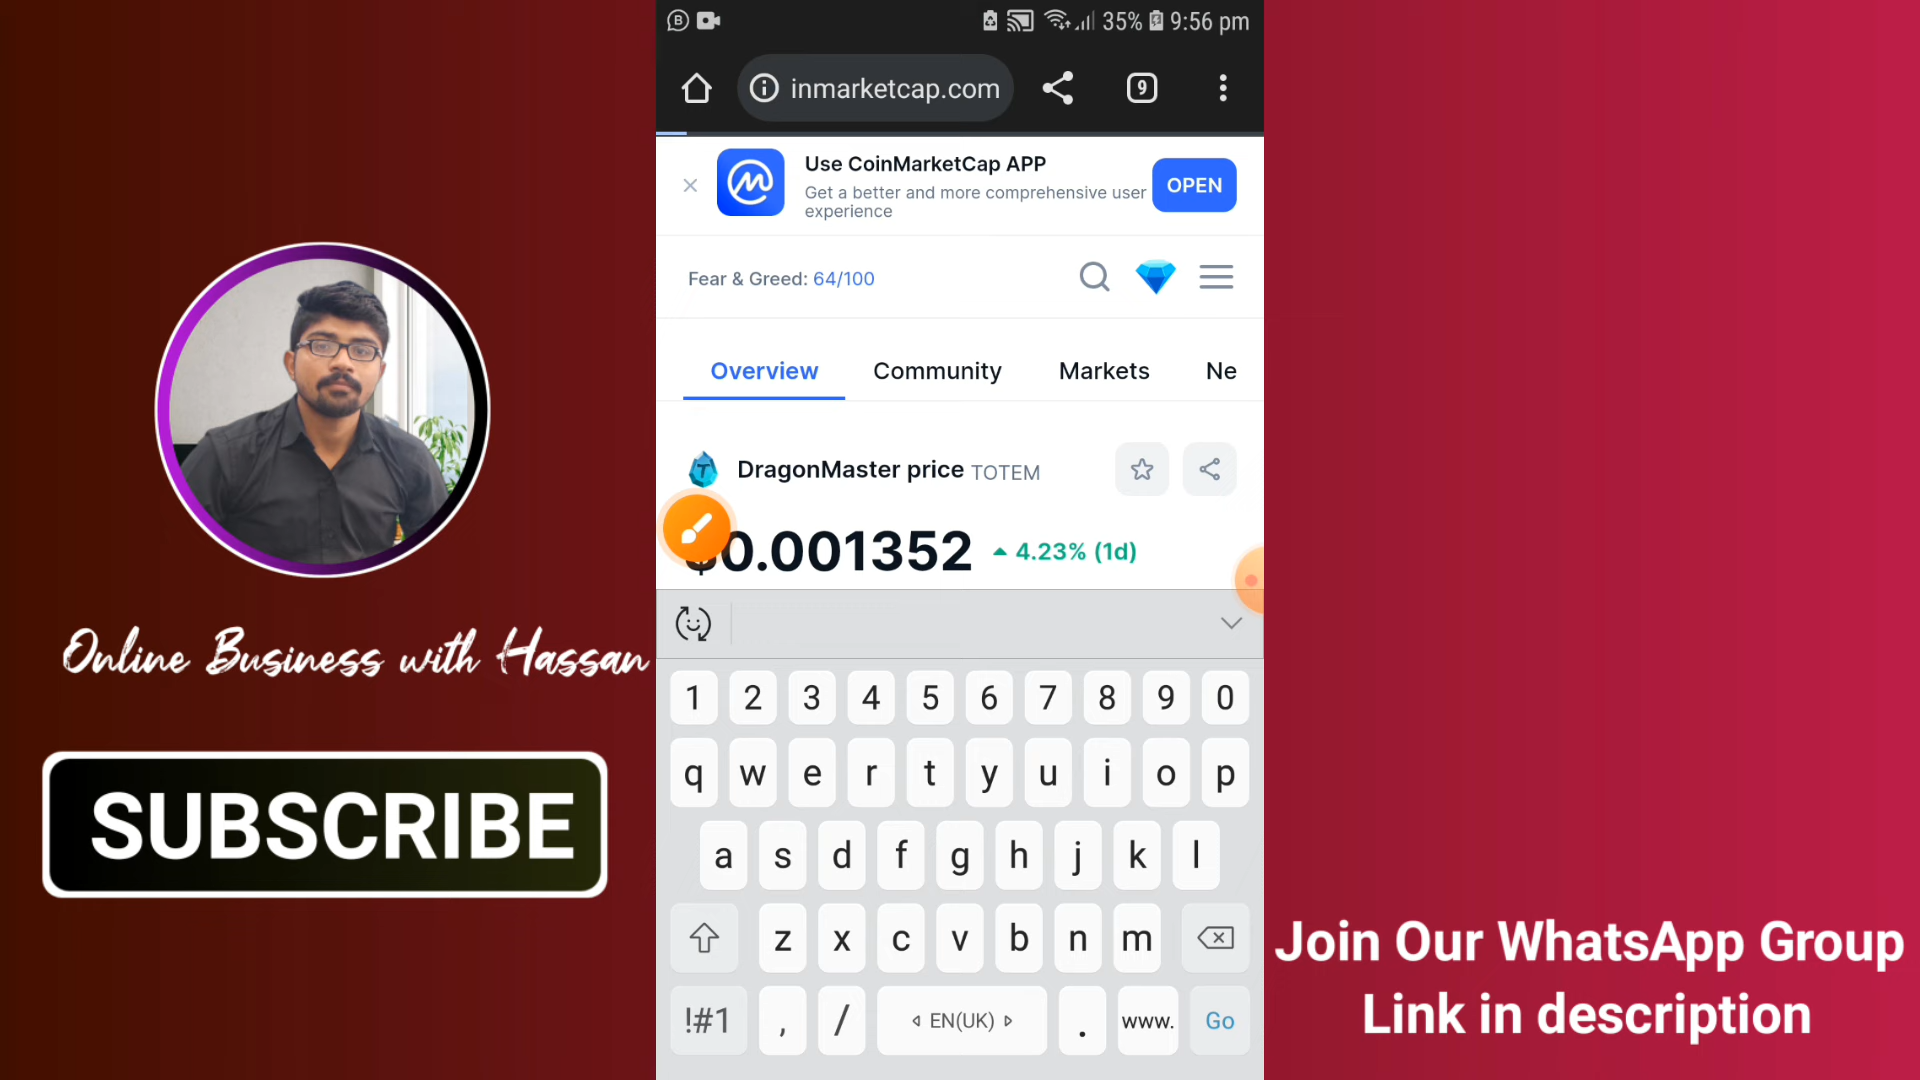 35% 9:56 pm
inmarketcap.com
9
Use CoinMarketCap APP
Get a better and more comprehensive user
experience
OPEN
Fear & Greed: 64/100
Overview Community Markets Ne
DragonMaster price TOTEM
$0.001352 4.23% (1d)
1 2 3 4 5 6 7 8 9 0
q w e r t y u i o p
a s d f g h j k l
z x c v b n m
!#1 , / EN(UK) . www. Go
Online Business with Hassan
SUBSCRIBE
Join Our WhatsApp Group
Link in description